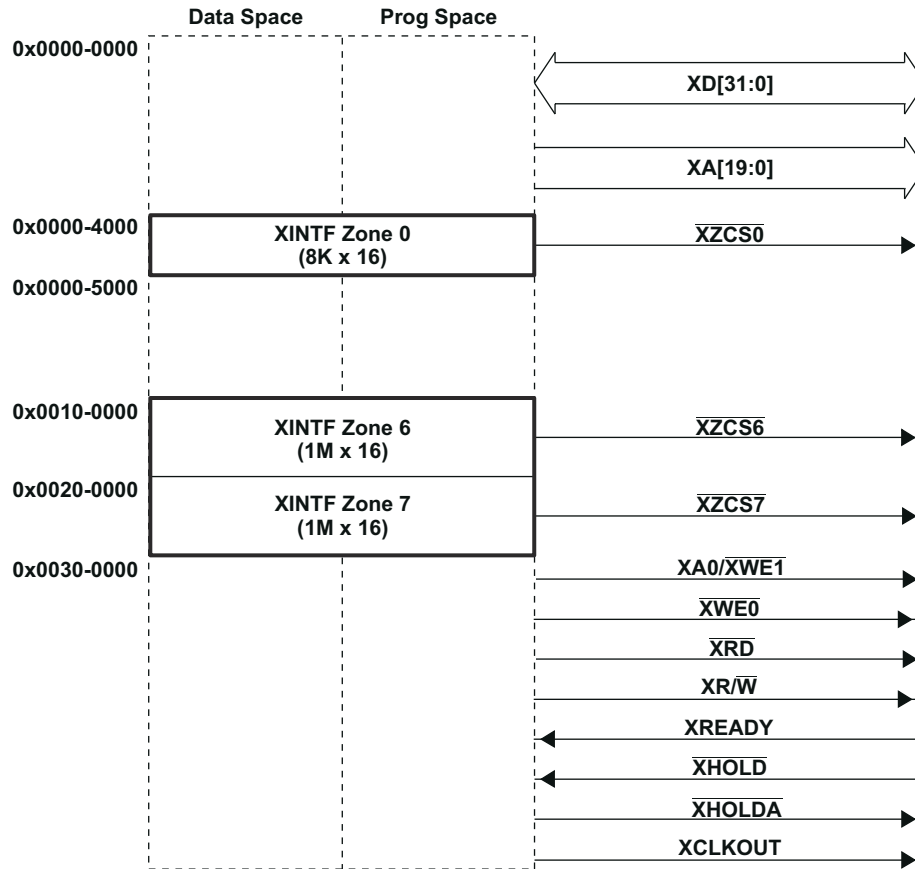 Data Space Prog Space
0x0000-0000
XD[31:0]
XA[19:0]
0x0000-4000
XINTF Zone 0
(8K x 16)
XZCS0
0x0000-5000
0x0010-0000
XINTF Zone 6
(1M x 16)
XZCS6
0x0020-0000
XINTF Zone 7
(1M x 16)
XZCS7
0x0030-0000
XA0/XWE1
XWE0
XRD
XR/W
XREADY
XHOLD
XHOLDA
XCLKOUT